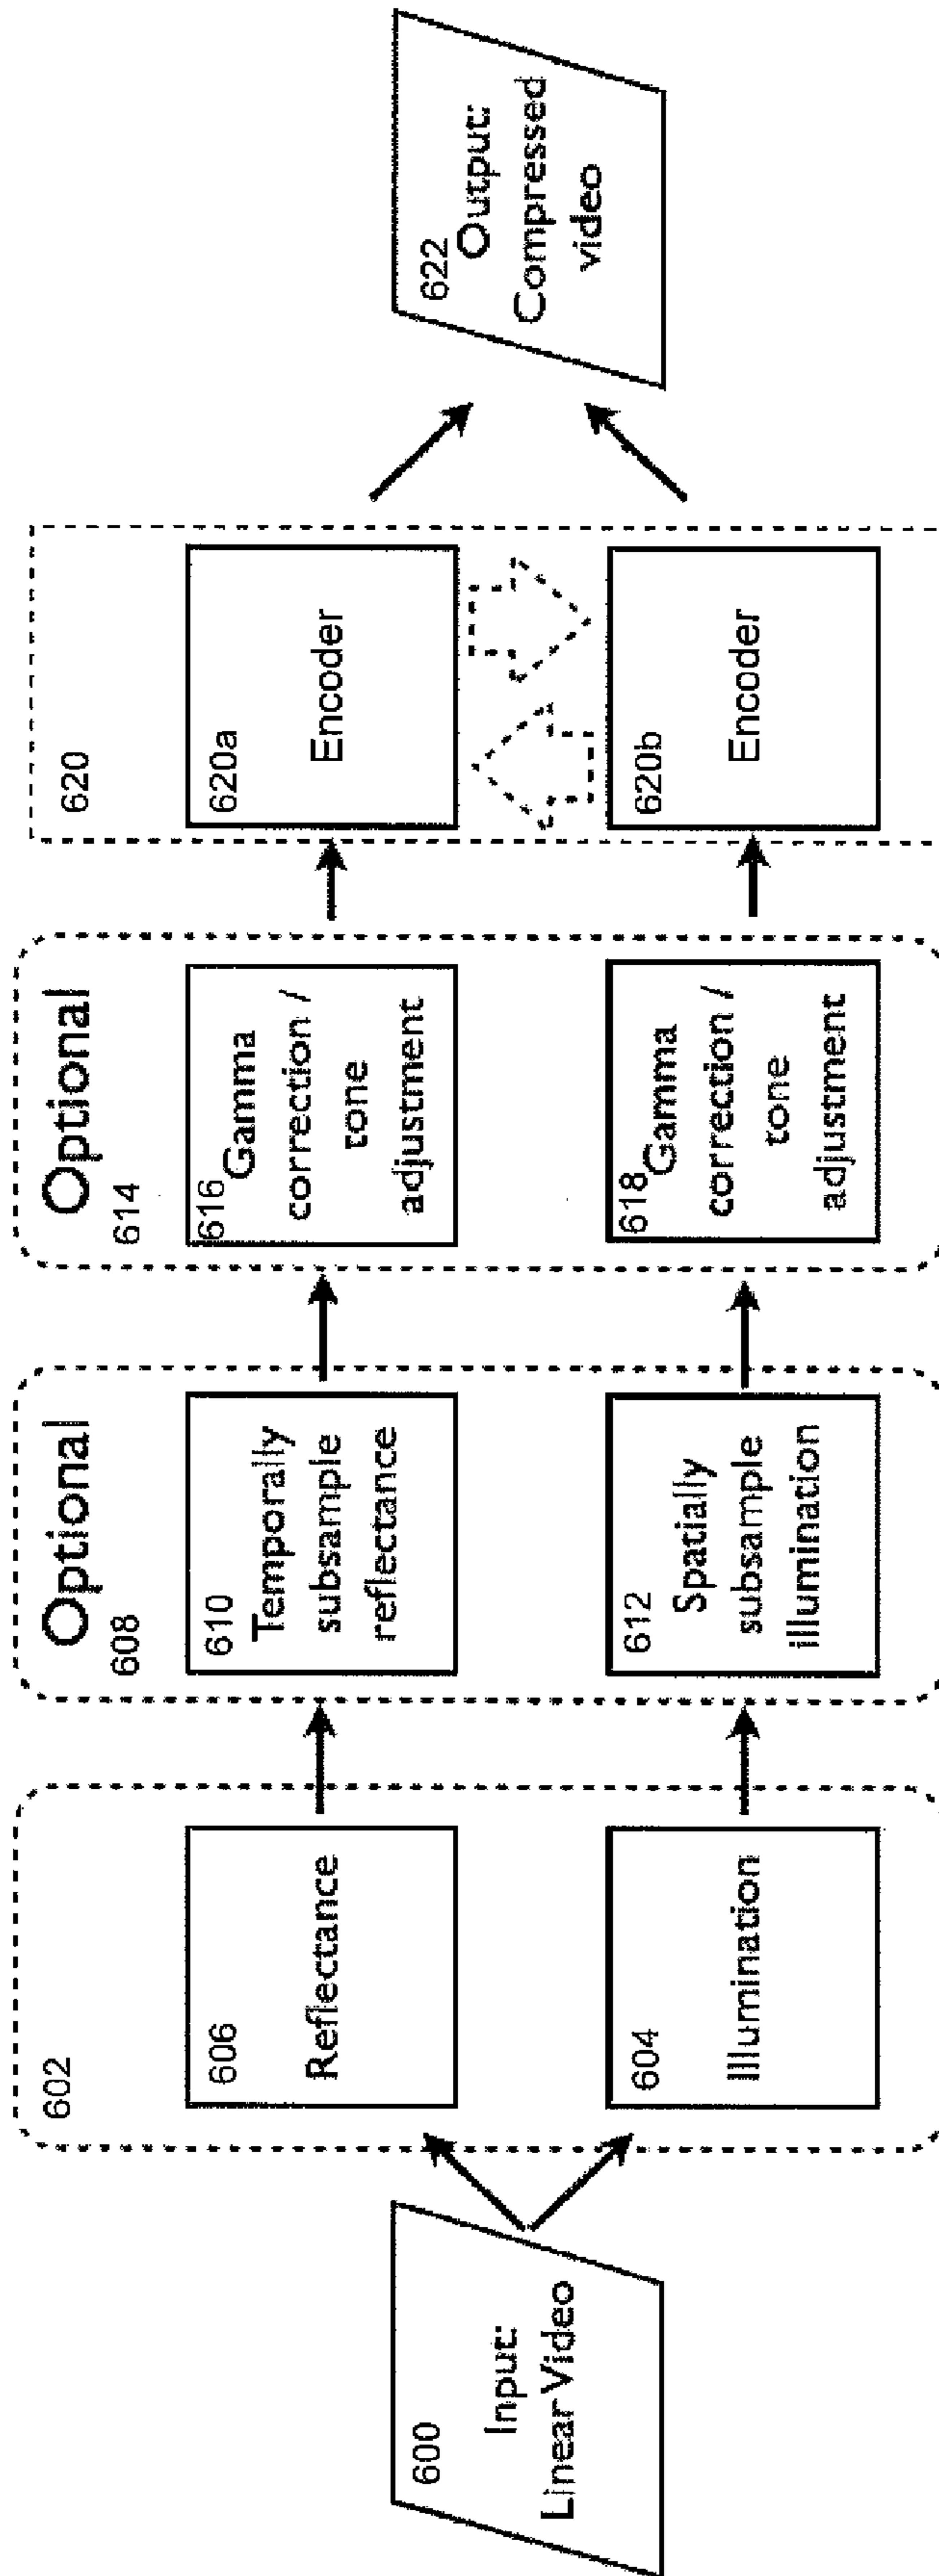 600
Input:
Linear Video
602
606
Reflectance
604
Illumination
Optional
608
610
Temporally
subsample
reflectance
612
Spatially
subsample
illumination
Optional
614
616
Gamma
correction /
tone
adjustment
618
Gamma
correction /
tone
adjustment
620
620a
Encoder
620b
Encoder
622
Output:
Compressed
video